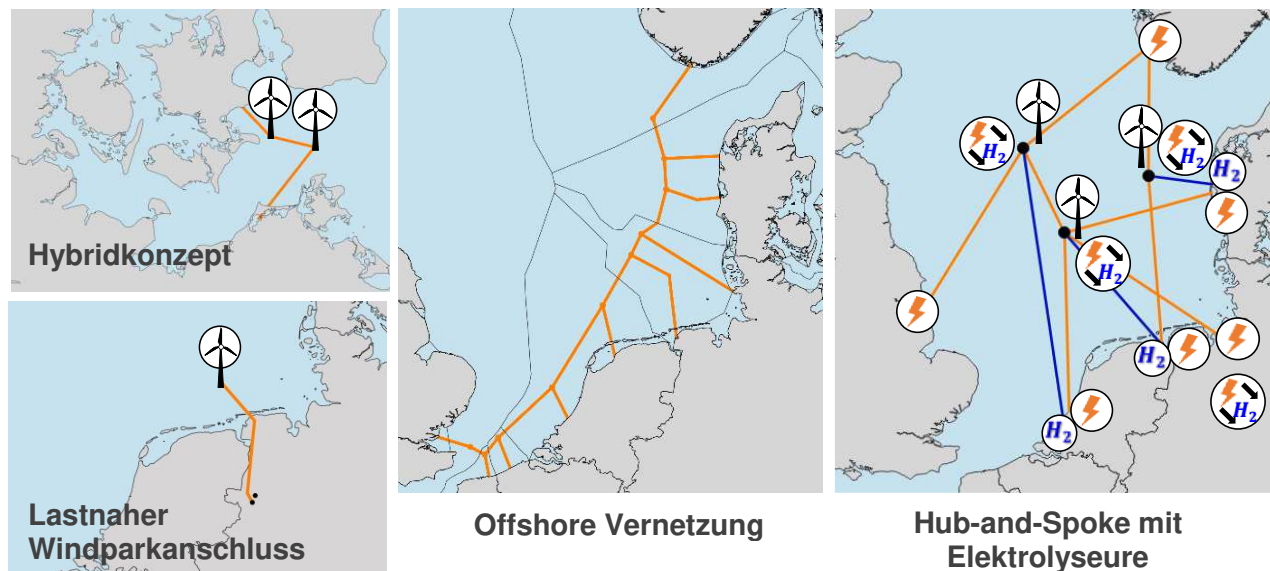 Hybridkonzept
Lastnaher
Windparkanschluss
Offshore Vernetzung
H₂
H₂
H₂
H₂
H₂
H₂
H₂
Hub-and-Spoke mit
Elektrolyseure